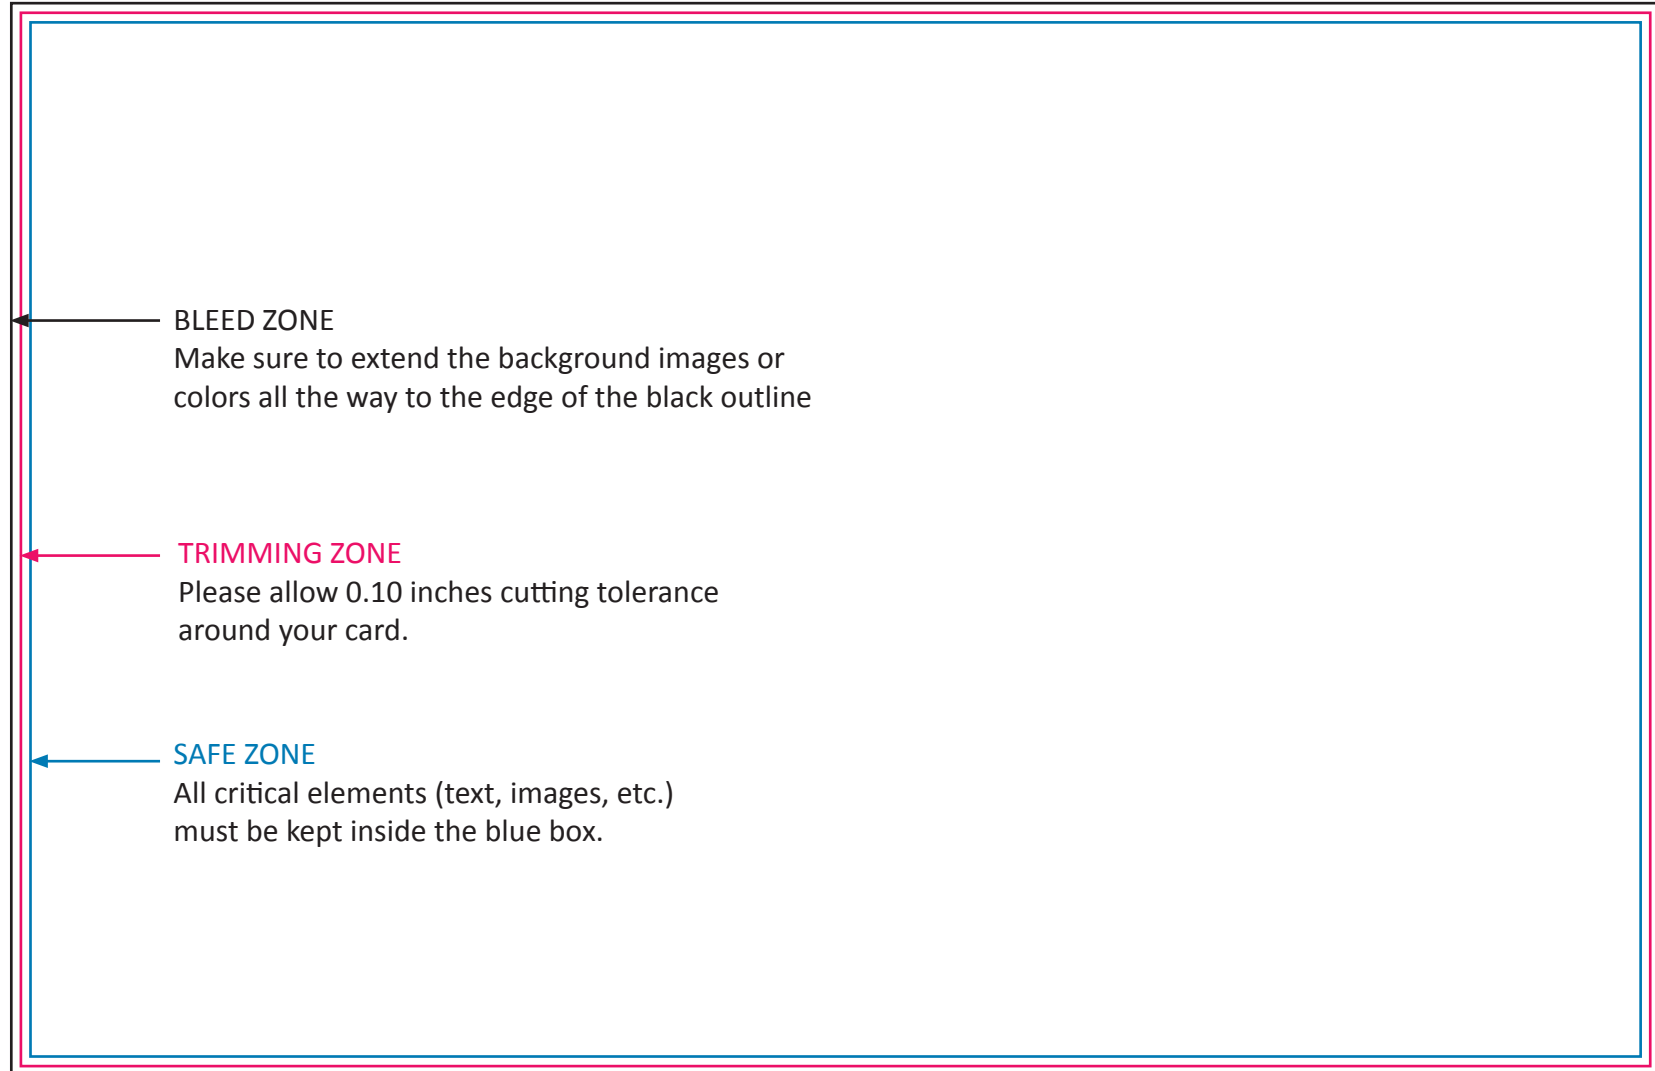 BLEED ZONE
Make sure to extend the background images or
colors all the way to the edge of the black outline
TRIMMING ZONE
Please allow 0.10 inches cutting tolerance
around your card.
SAFE ZONE
All critical elements (text, images, etc.)
must be kept inside the blue box.